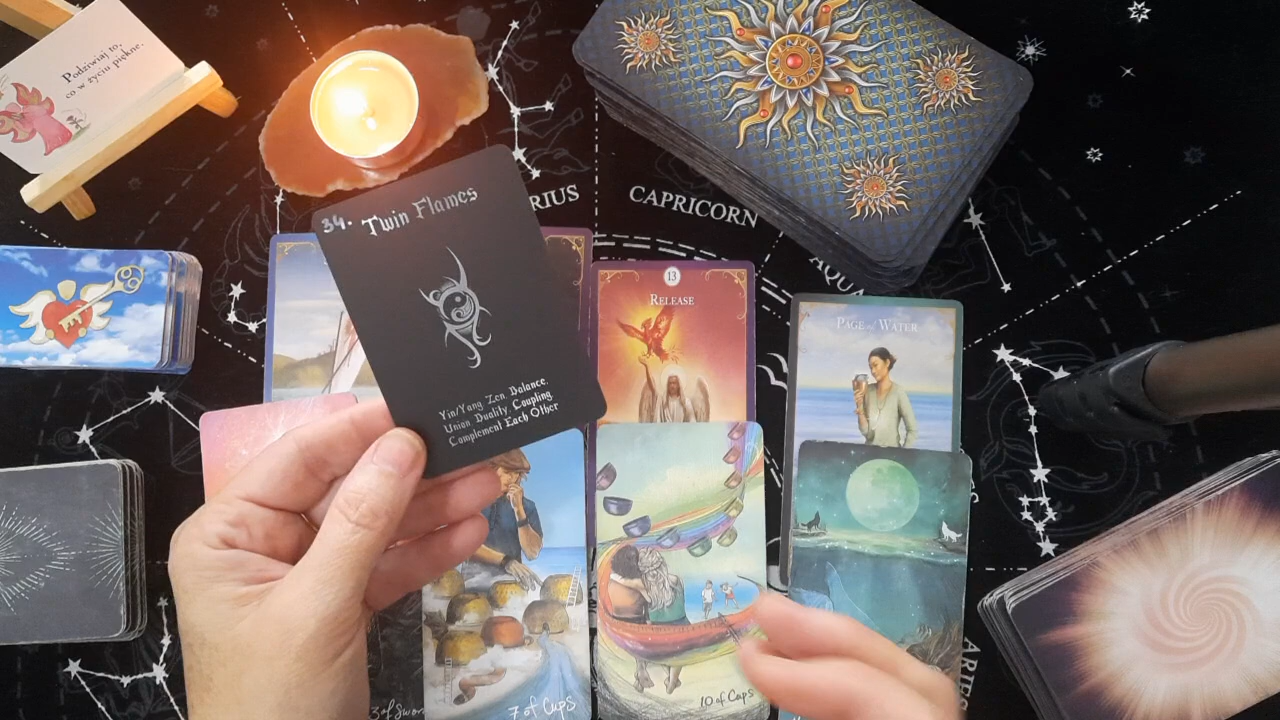 Podziwiaj to,
co w życiu piękne.
34. Twin Flames
Yin/Yang Zen Balance,
Union Duality, Coupling
Complement Each Other
RIUS
CAPRICORN
AQUA
13
RELEASE
PAGE of WATER
3 of Swor
7 of Cups
10 of Cups
ARIES